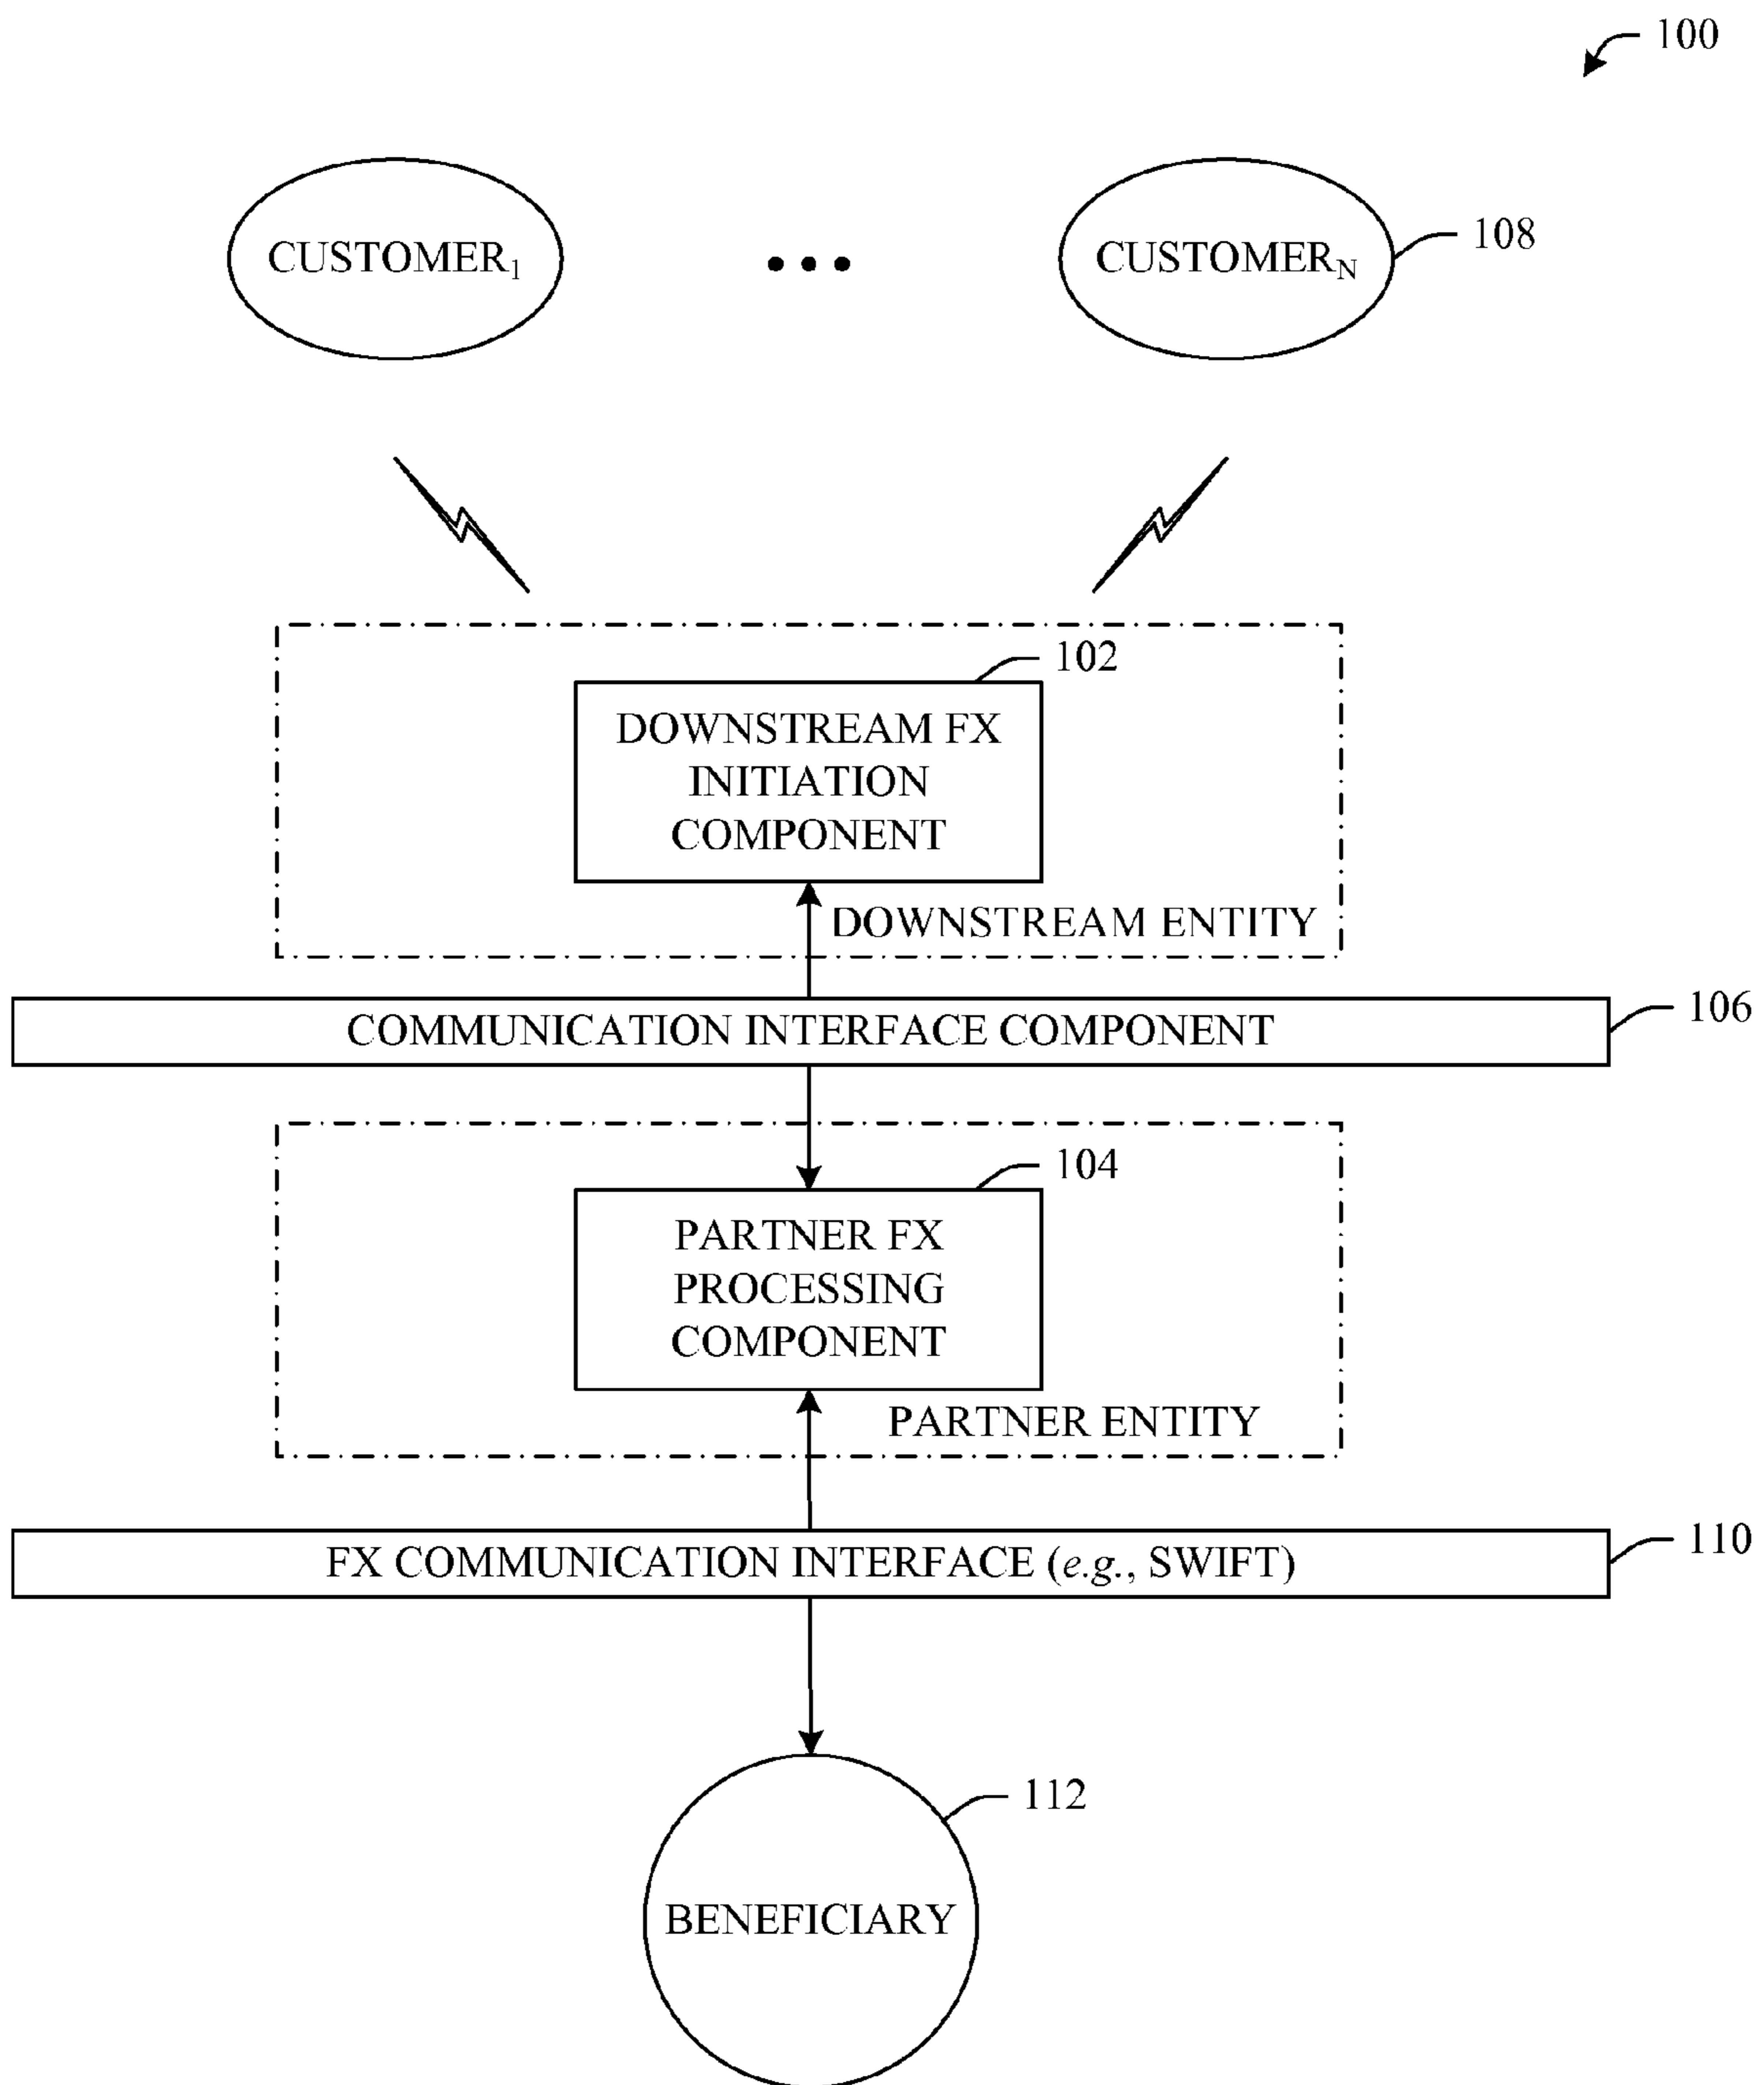 100
CUSTOMER1
CUSTOMERN
108
102
DOWNSTREAM FX
INITIATION
COMPONENT
DOWNSTREAM ENTITY
COMMUNICATION INTERFACE COMPONENT
106
104
PARTNER FX
PROCESSING
COMPONENT
PARTNER ENTITY
FX COMMUNICATION INTERFACE (e.g., SWIFT)
110
112
BENEFICIARY